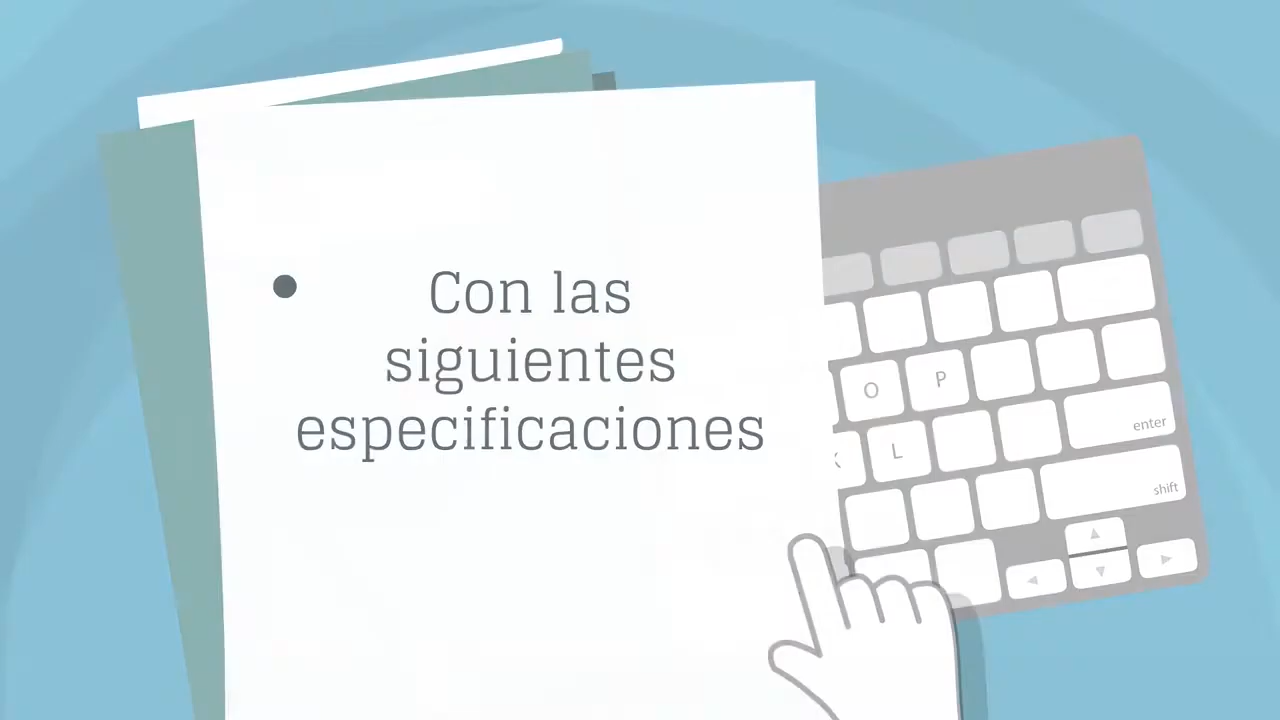 Con las
siguientes
especificaciones
O
P
L
enter
shift